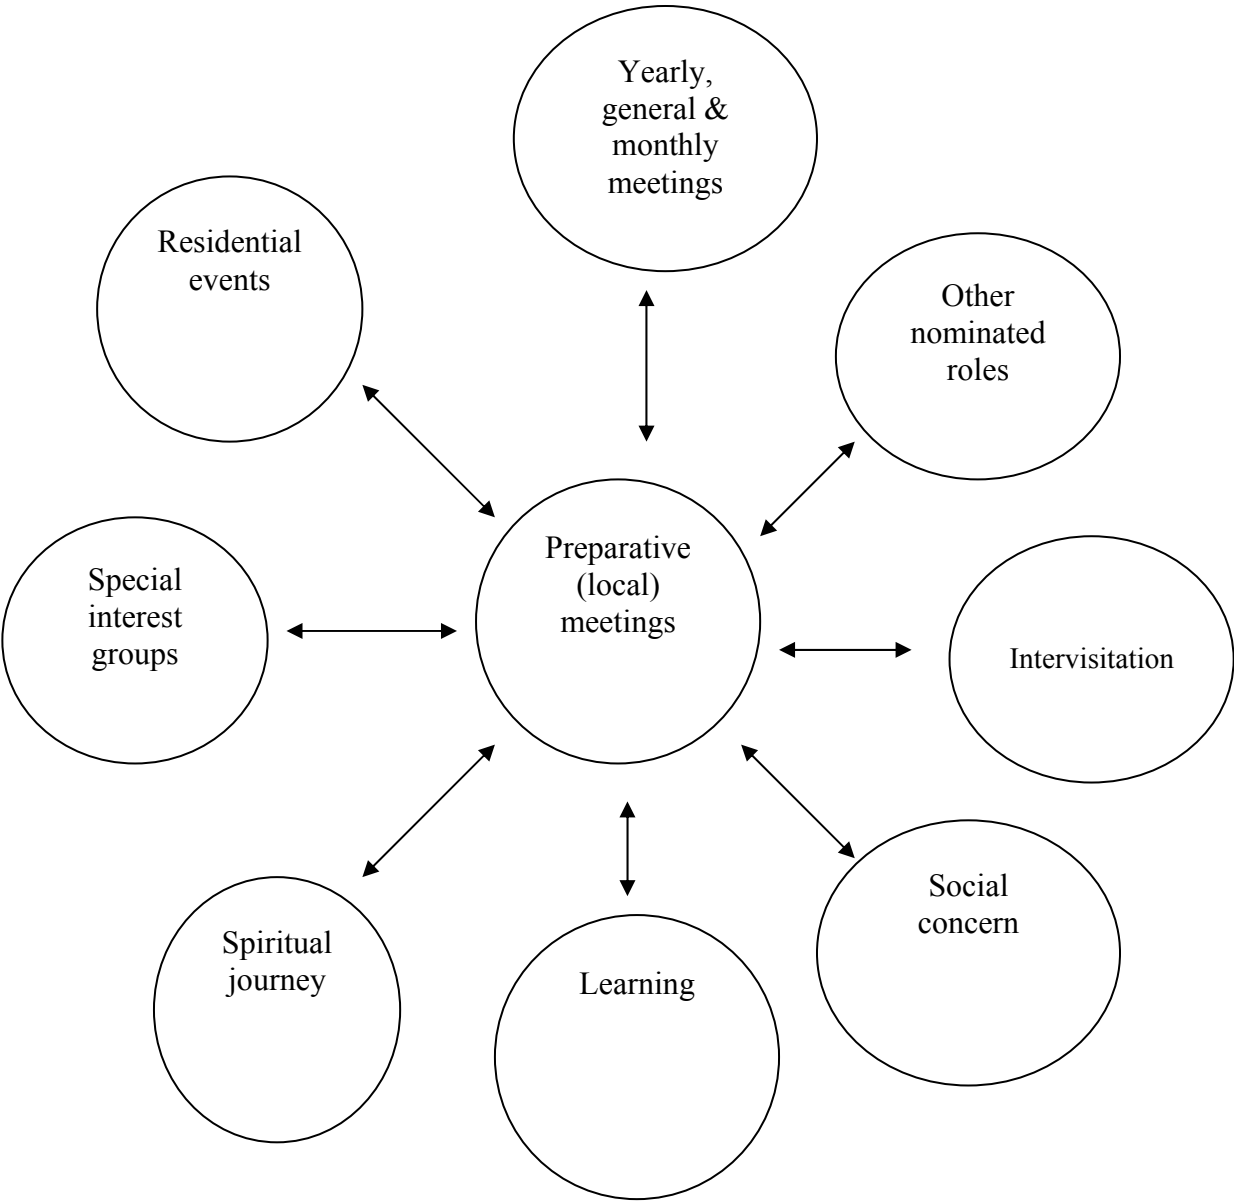 Yearly,
general &
monthly
meetings
Residential
events
Other
nominated
roles
Preparative
(local)
meetings
Special
interest
groups
Intervisitation
Social
concern
Spiritual
journey
Learning